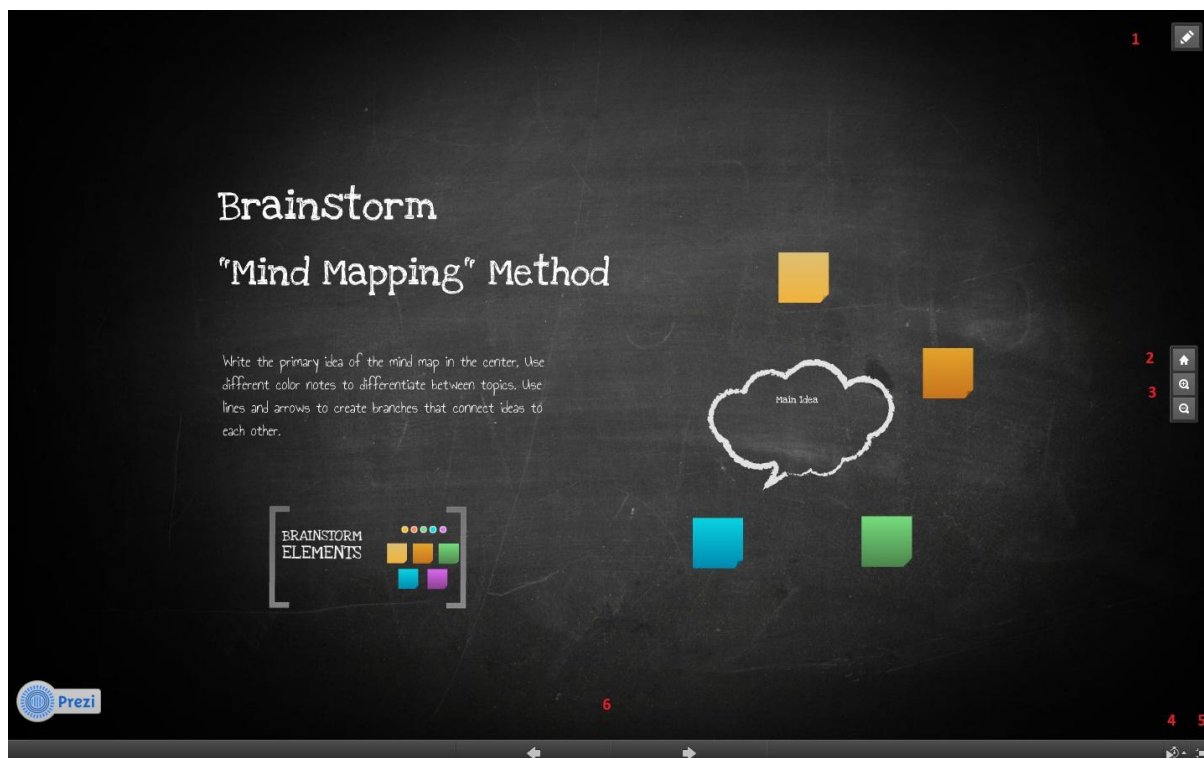 1
Brainstorm
"Mind Mapping" Method
Write the primary idea of the mind map in the center. Use
different color notes to differentiate between topics. Use
lines and arrows to create branches that connect ideas to
each other.
2
3
Main Idea
BRAINSTORM
ELEMENTS
Prezi
6
4
5